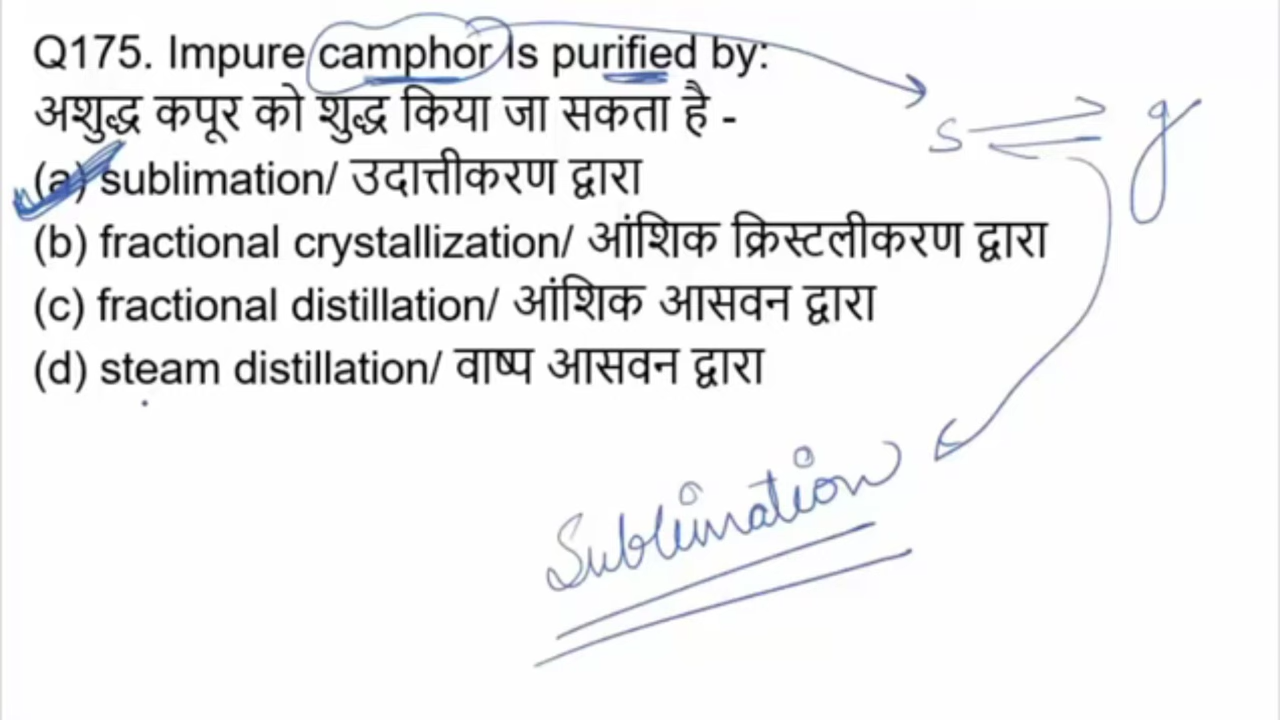 Q175. Impure camphor Is purified by:
अशुद्ध कपूर को शुद्ध किया जा सकता है -
(a) sublimation/ उदात्तीकरण द्वारा
(b) fractional crystallization/ आंशिक क्रिस्टलीकरण द्वारा
(c) fractional distillation/ आंशिक आसवन द्वारा
(d) steam distillation/ वाष्प आसवन द्वारा
s ⇌ g
Sublimation